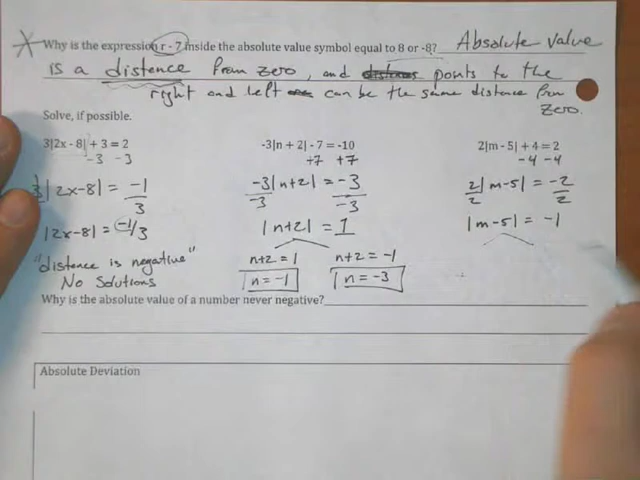 Why is the expression r - 7 inside the absolute value symbol equal to 8 or -8? Absolute value
is a distence from zero, and points to the
right and left can be the same distence from
zero.
Solve, if possible.
3|2x - 8| + 3 = 2
-3 -3
3|2x-8| = -1
3 3
|2x-8| = -1/3
"distance is negative"
No Solutions
-3|n + 2| - 7 = -10
+7 +7
-3|n+2| = -3
-3 -3
|n+2| = 1
n+2=1 n+2=-1
n=-1 n=-3
2|m - 5| + 4 = 2
-4 -4
2|m-5| = -2
2 2
|m-5| = -1
Why is the absolute value of a number never negative?
Absolute Deviation